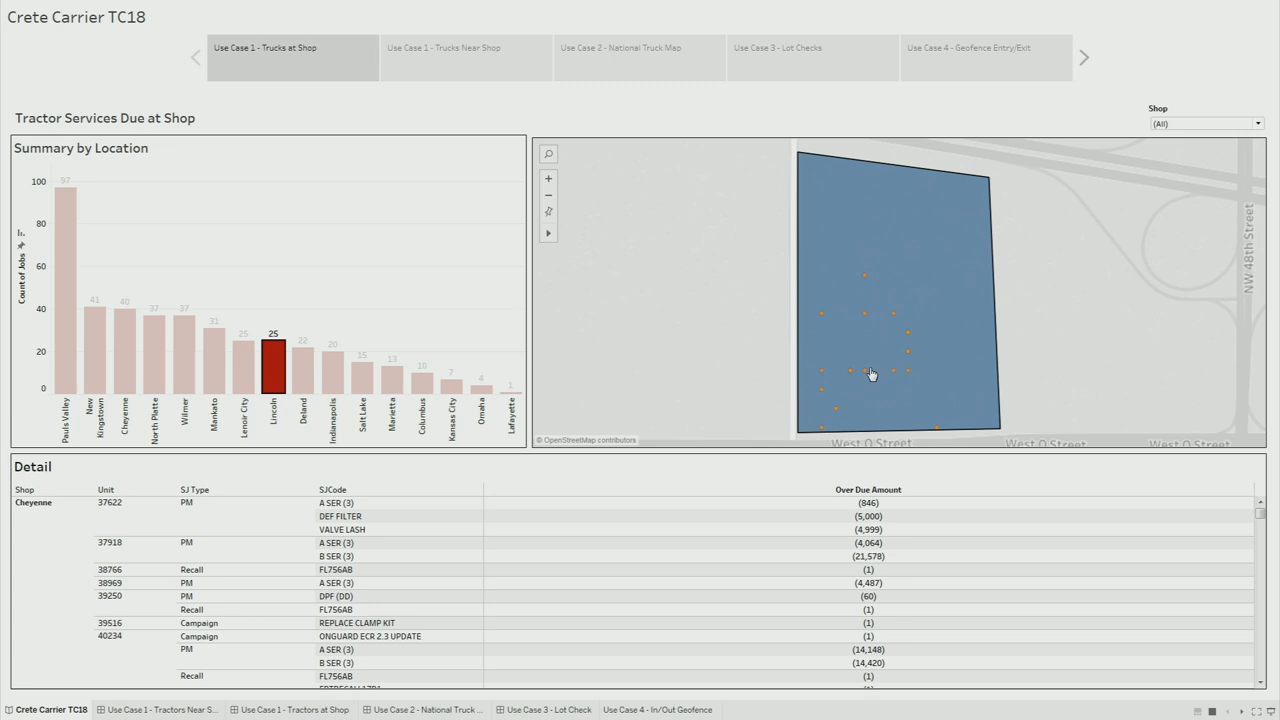 Crete Carrier TC18
Use Case 1 - Trucks at Shop
Use Case 1 - Trucks Near Shop
Use Case 2 - National Truck Map
Use Case 3 - Lot Checks
Use Case 4 - Geofence Entry/Exit
Tractor Services Due at Shop
Shop
(All)
Summary by Location
Count of Jobs
100
80
60
40
20
0
97
41
40
37
37
31
25
25
22
20
15
13
10
7
4
1
Pauls Valley
New Kingstown
Cheyenne
North Platte
Wilmer
Mankato
Lenoir City
Lincoln
Deland
Indianapolis
Salt Lake
Marietta
Columbus
Kansas City
Omaha
Lafayette
NW 48th Street
West O Street
West O Street
West O Street
© OpenStreetMap contributors
Detail
Shop Unit SJ Type SJCode Over Due Amount
Cheyenne 37622 PM A SER (3) (846)
DEF FILTER (5,000)
VALVE LASH (4,999)
37918 PM A SER (3) (4,064)
B SER (3) (21,578)
38766 Recall FL756AB (1)
38969 PM A SER (3) (4,487)
39250 PM DPF (DD) (60)
Recall FL756AB (1)
39516 Campaign REPLACE CLAMP KIT (1)
40234 Campaign ONGUARD ECR 2.3 UPDATE (1)
PM A SER (3) (14,148)
B SER (3) (14,420)
Recall FL756AB (1)
Crete Carrier TC18
Use Case 1 - Tractors Near S...
Use Case 1 - Tractors at Shop
Use Case 2 - National Truck ...
Use Case 3 - Lot Check
Use Case 4 - In/Out Geofence